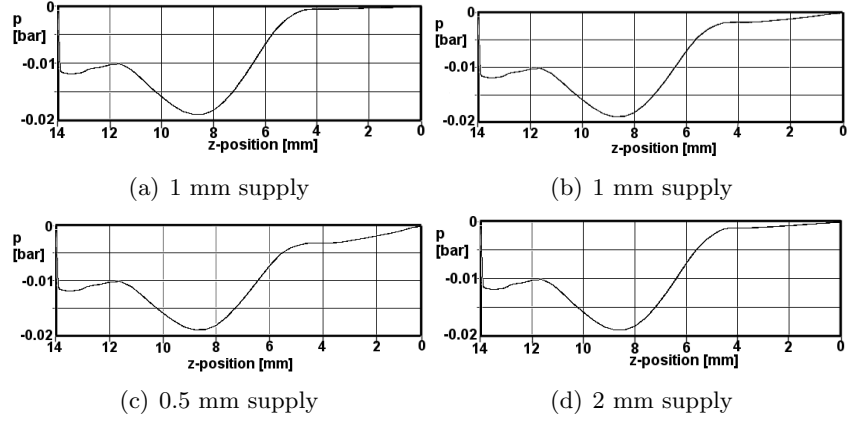 p
[bar]
0
-0.01
-0.02
14 12 10 8 6 4 2 0
z-position [mm]
(a) 1 mm supply
p
[bar]
0
-0.01
-0.02
14 12 10 8 6 4 2 0
z-position [mm]
(b) 1 mm supply
p
[bar]
0
-0.01
-0.02
14 12 10 8 6 4 2 0
z-position [mm]
(c) 0.5 mm supply
p
[bar]
0
-0.01
-0.02
14 12 10 8 6 4 2 0
z-position [mm]
(d) 2 mm supply